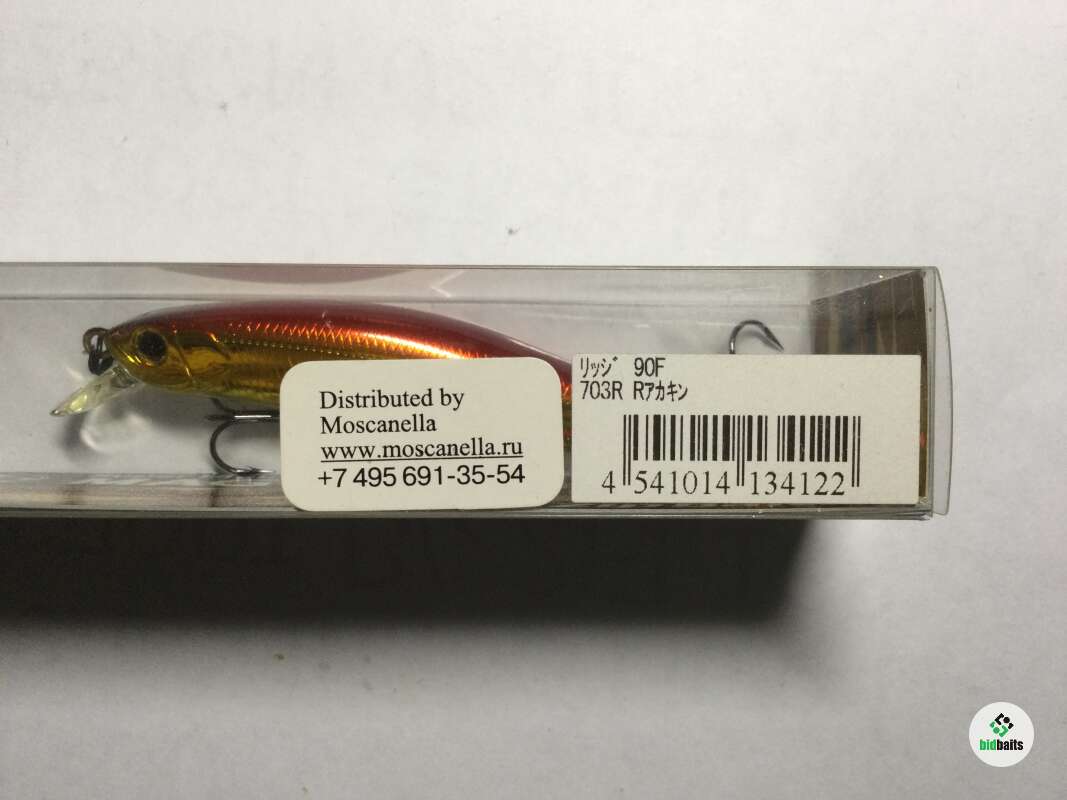 Distributed by
Moscanella
www.moscanella.ru
+7 495 691-35-54
ﾘｯｼﾞ 90F
703R Rｱｶｷﾝ
4 541014 134122
bidbaits